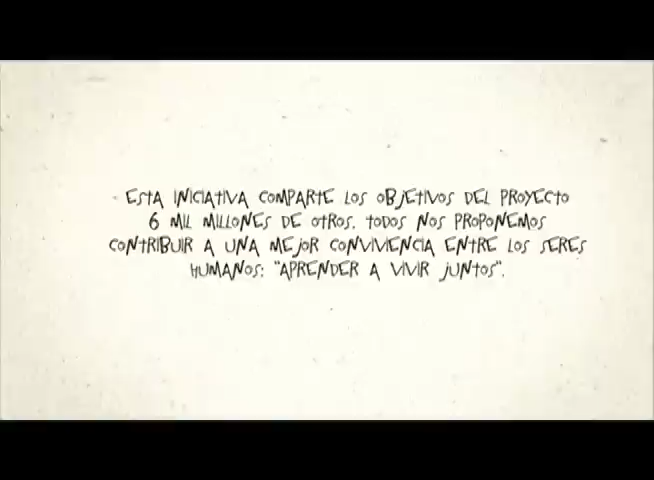 ESTA INICIATIVA COMPARTE LOS OBJETIVOS DEL PROYECTO
6 MIL MILLONES DE OTROS. TODOS NOS PROPONEMOS
CONTRIBUIR A UNA MEJOR CONVIVIENCIA ENTRE LOS SERES
HUMANOS: "APRENDER A VIVIR JUNTOS".